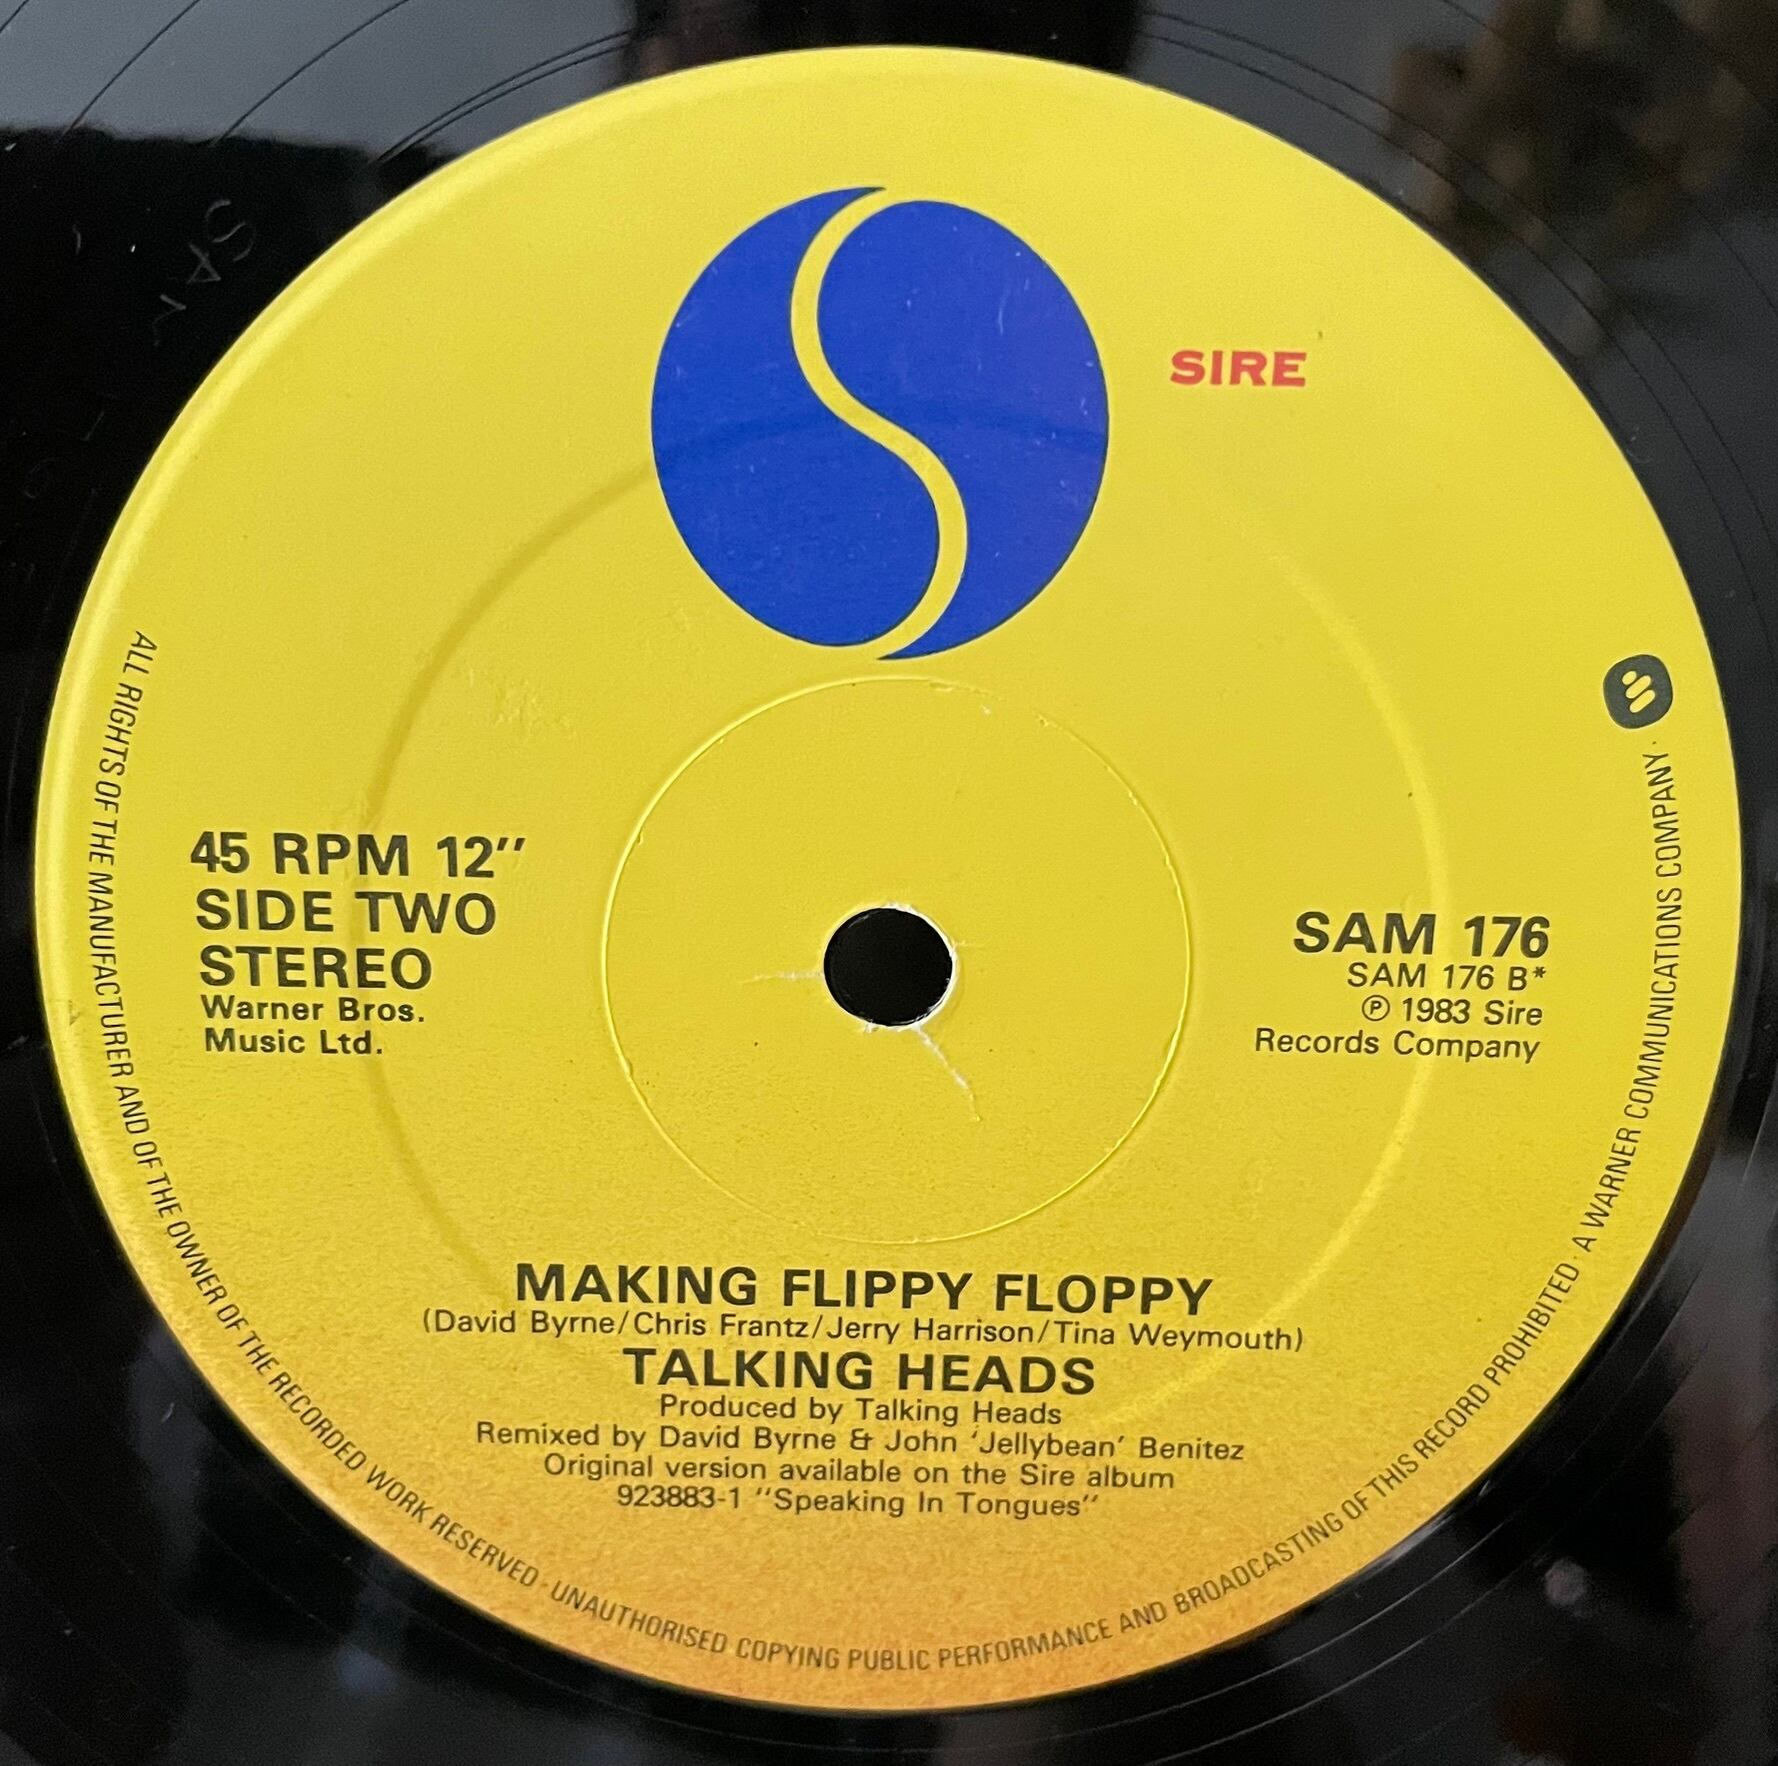 SIRE
45 RPM 12"
SIDE TWO
STEREO
Warner Bros.
Music Ltd.
SAM 176
SAM 176 B*
℗ 1983 Sire
Records Company
MAKING FLIPPY FLOPPY
(David Byrne/Chris Frantz/Jerry Harrison/Tina Weymouth)
TALKING HEADS
Produced by Talking Heads
Remixed by David Byrne & John 'Jellybean' Benitez
Original version available on the Sire album
923883-1 "Speaking In Tongues"
ALL RIGHTS OF THE MANUFACTURER AND OF THE OWNER OF THE RECORDED WORK RESERVED · UNAUTHORISED COPYING PUBLIC PERFORMANCE AND BROADCASTING OF THIS RECORD PROHIBITED · A WARNER COMMUNICATIONS COMPANY ·